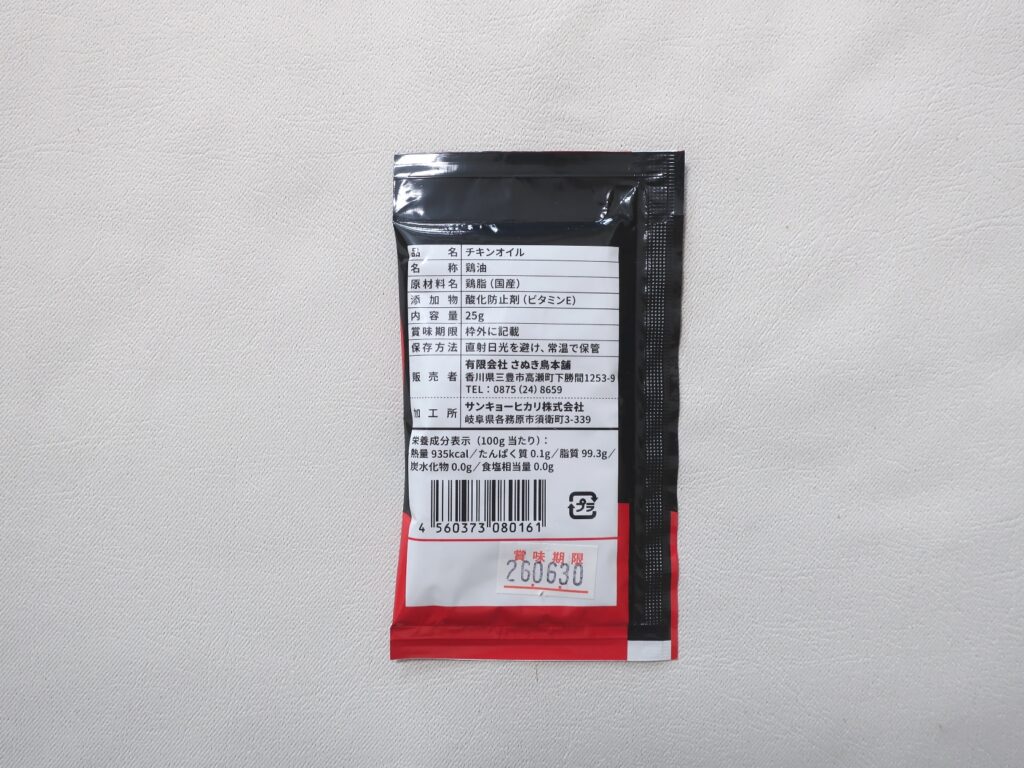 品名 チキンオイル
名称 鶏油
原材料名 鶏脂（国産）
添加物 酸化防止剤（ビタミンE）
内容量 25g
賞味期限 枠外に記載
保存方法 直射日光を避け、常温で保管
販売者 有限会社 さぬき鳥本舗
香川県三豊市高瀬町下勝間1253-9
TEL：0875（24）8659
加工所 サンキョーヒカリ株式会社
岐阜県各務原市須衛町3-339
栄養成分表示（100g 当たり）：
熱量 935kcal／たんぱく質 0.1g／脂質 99.3g／
炭水化物 0.0g／食塩相当量 0.0g
プラ
4 560373 080161
賞味期限
260630